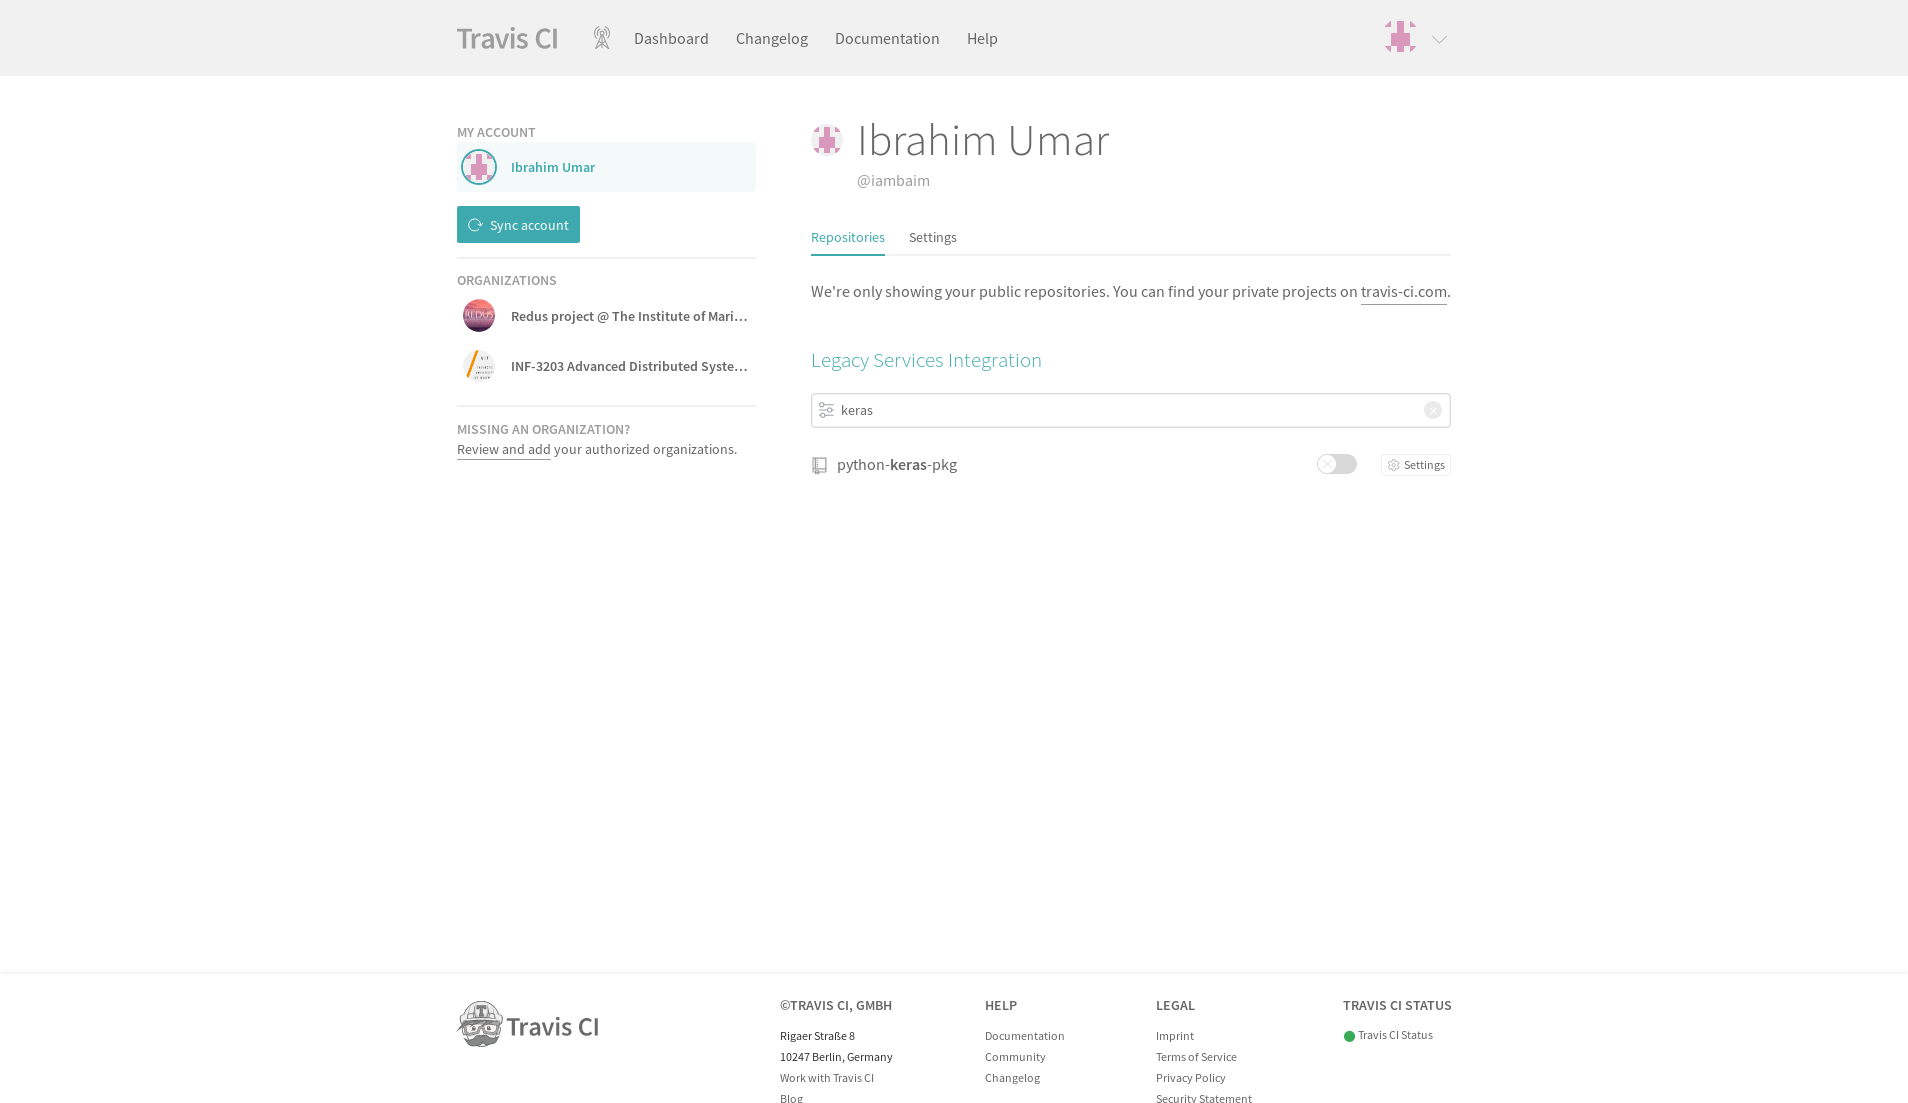 Travis CI
Dashboard
Changelog
Documentation
Help
MY ACCOUNT
Ibrahim Umar
Sync account
ORGANIZATIONS
REDUS
Redus project @ The Institute of Mari…
INF-3203 Advanced Distributed Syste…
MISSING AN ORGANIZATION?
Review and add your authorized organizations.
Ibrahim Umar
@iambaim
Repositories
Settings
We're only showing your public repositories. You can find your private projects on travis-ci.com.
Legacy Services Integration
keras
python-keras-pkg
Settings
Travis CI
©TRAVIS CI, GMBH
Rigaer Straße 8
10247 Berlin, Germany
Work with Travis CI
Blog
HELP
Documentation
Community
Changelog
LEGAL
Imprint
Terms of Service
Privacy Policy
Security Statement
TRAVIS CI STATUS
Travis CI Status